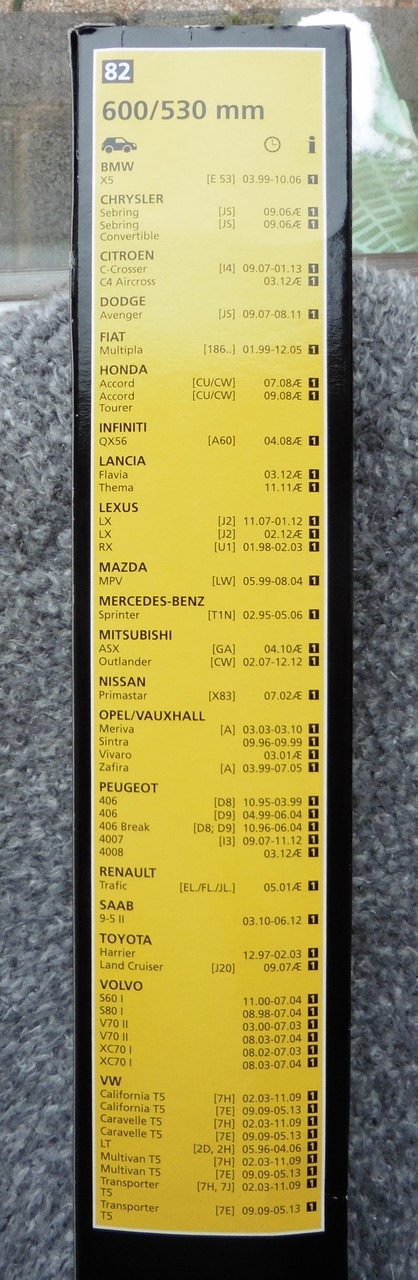 82
600/530 mm
BMW
X5 [E 53] 03.99-10.06 1
CHRYSLER
Sebring [JS] 09.06Æ 1
Sebring [JS] 09.06Æ 1
Convertible
CITROEN
C-Crosser [I4] 09.07-01.13 1
C4 Aircross 03.12Æ 1
DODGE
Avenger [JS] 09.07-08.11 1
FIAT
Multipla [186..] 01.99-12.05 1
HONDA
Accord [CU/CW] 07.08Æ 1
Accord [CU/CW] 09.08Æ 1
Tourer
INFINITI
QX56 [A60] 04.08Æ 1
LANCIA
Flavia 03.12Æ 1
Thema 11.11Æ 1
LEXUS
LX [J2] 11.07-01.12 1
LX [J2] 02.12Æ 1
RX [U1] 01.98-02.03 1
MAZDA
MPV [LW] 05.99-08.04 1
MERCEDES-BENZ
Sprinter [T1N] 02.95-05.06 1
MITSUBISHI
ASX [GA] 04.10Æ 1
Outlander [CW] 02.07-12.12 1
NISSAN
Primastar [X83] 07.02Æ 1
OPEL/VAUXHALL
Meriva [A] 03.03-03.10 1
Sintra 09.96-09.99 1
Vivaro 03.01Æ 1
Zafira [A] 03.99-07.05 1
PEUGEOT
406 [D8] 10.95-03.99 1
406 [D9] 04.99-06.04 1
406 Break [D8; D9] 10.96-06.04 1
4007 [I3] 09.07-11.12 1
4008 03.12Æ 1
RENAULT
Trafic [EL./FL./JL.] 05.01Æ 1
SAAB
9-5 II 03.10-06.12 1
TOYOTA
Harrier 12.97-02.03 1
Land Cruiser [J20] 09.07Æ 1
VOLVO
S60 I 11.00-07.04 1
S80 I 08.98-07.04 1
V70 II 03.00-07.03 1
V70 II 08.03-07.04 1
XC70 I 08.02-07.03 1
XC70 I 08.03-07.04 1
VW
California T5 [7H] 02.03-11.09 1
California T5 [7E] 09.09-05.13 1
Caravelle T5 [7H] 02.03-11.09 1
Caravelle T5 [7E] 09.09-05.13 1
LT [2D, 2H] 05.96-04.06 1
Multivan T5 [7H] 02.03-11.09 1
Multivan T5 [7E] 09.09-05.13 1
Transporter [7H, 7J] 02.03-11.09 1
T5
Transporter [7E] 09.09-05.13 1
T5